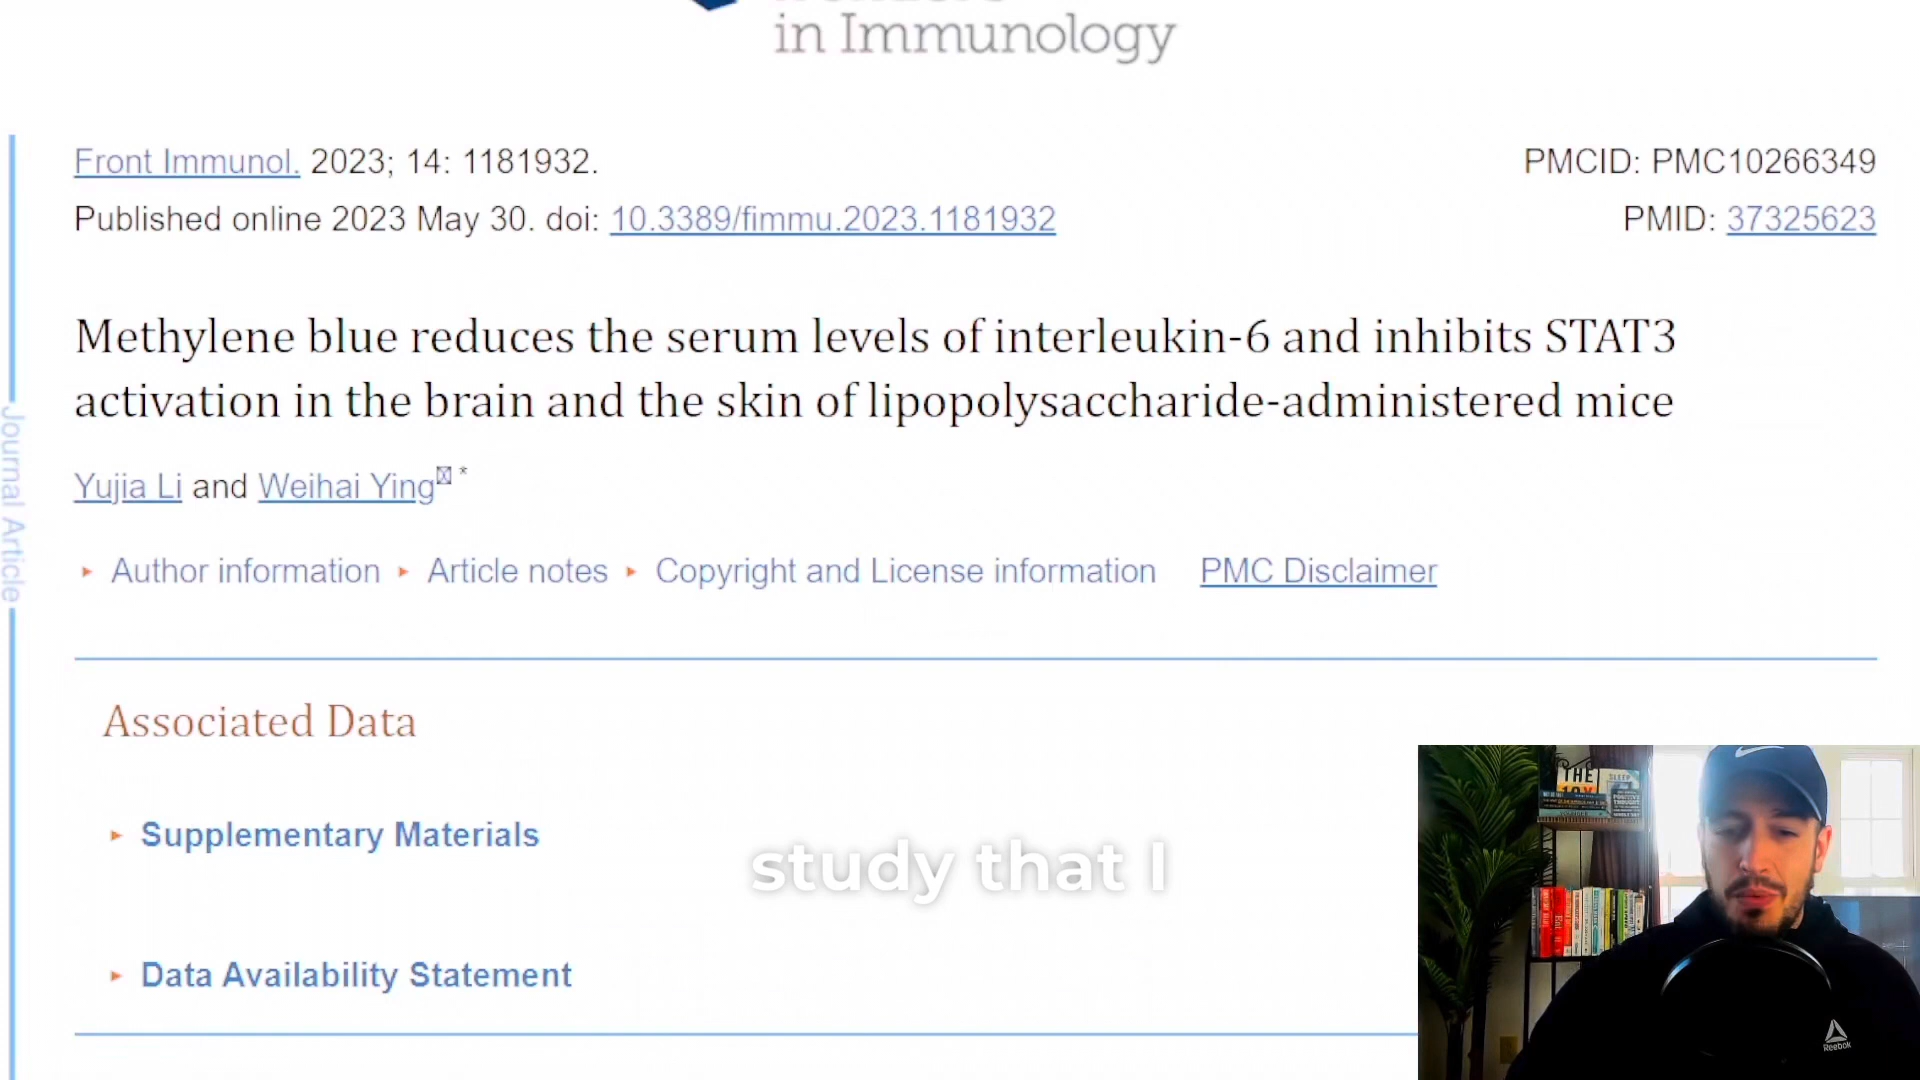 in Immunology
Front Immunol. 2023; 14: 1181932.
PMCID: PMC10266349
Published online 2023 May 30. doi: 10.3389/fimmu.2023.1181932
PMID: 37325623
Methylene blue reduces the serum levels of interleukin-6 and inhibits STAT3
activation in the brain and the skin of lipopolysaccharide-administered mice
Yujia Li and Weihai Ying *
Author information
Article notes
Copyright and License information
PMC Disclaimer
Journal Article
Associated Data
Supplementary Materials
Data Availability Statement
study that I
THE
10X
SLEEP
Reebok